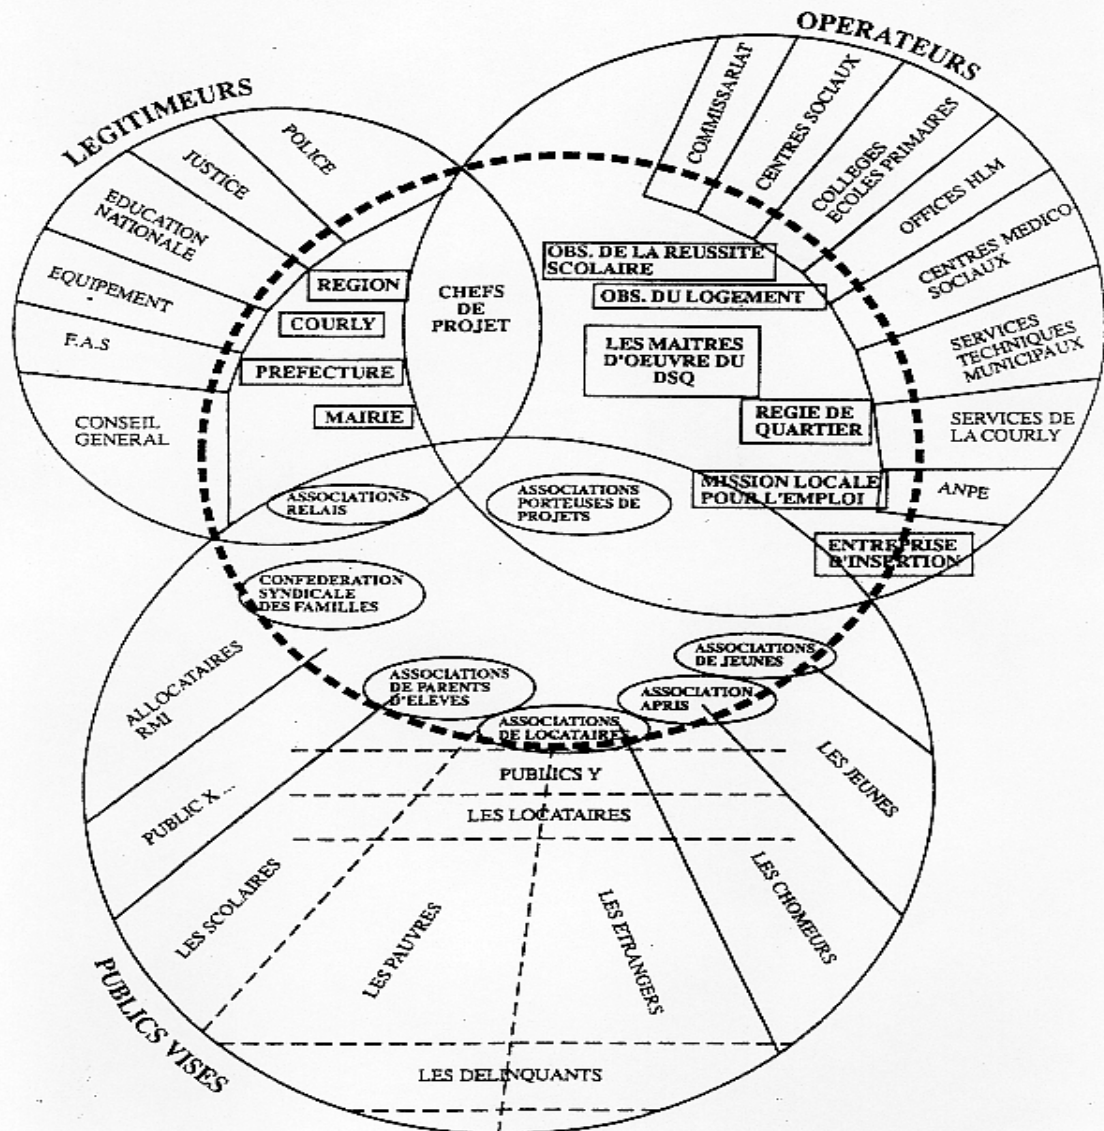 OPERATEURS
LEGITIMEURS
COMMISSARIAT
CENTRES SOCIAUX
COLLEGES
ECOLES PRIMAIRES
OFFICES HLM
CENTRES MEDICO-
SOCIAUX
SERVICES
TECHNIQUES
MUNICIPAUX
SERVICES DE
LA COURLY
ANPE
POLICE
JUSTICE
EDUCATION
NATIONALE
EQUIPEMENT
F.A.S
CONSEIL
GENERAL
REGION
COURLY
PREFECTURE
MAIRIE
CHEFS
DE
PROJET
OBS. DE LA REUSSITE
SCOLAIRE
OBS. DU LOGEMENT
LES MAITRES
D'OEUVRE DU
DSQ
REGIE DE
QUARTIER
MISSION LOCALE
POUR L'EMPLOI
ENTREPRISE
D'INSERTION
ASSOCIATIONS
RELAIS
ASSOCIATIONS
PORTEUSES DE
PROJETS
CONFEDERATION
SYNDICALE
DES FAMILLES
ASSOCIATIONS
DE JEUNES
ASSOCIATIONS
DE PARENTS
D'ELEVES
ASSOCIATION
APRIS
ASSOCIATIONS
DE LOCATAIRES
ALLOCATAIRES
RMI
PUBLIC X ...
PUBLICS Y
LES LOCATAIRES
LES JEUNES
LES SCOLAIRES
LES PAUVRES
LES ETRANGERS
LES CHOMEURS
LES DELINQUANTS
PUBLICS VISES